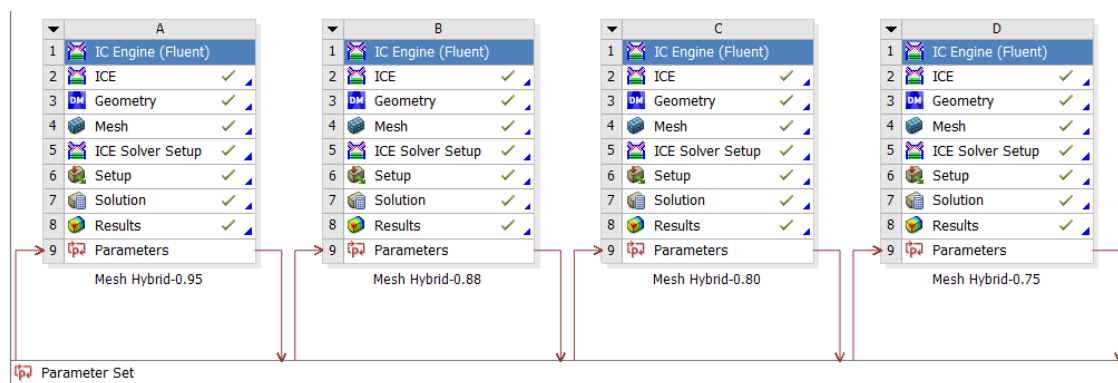 A
1 IC Engine (Fluent)
2 ICE
3 DM Geometry
4 Mesh
5 ICE Solver Setup
6 Setup
7 Solution
8 Results
9 Parameters
Mesh Hybrid-0.95
B
1 IC Engine (Fluent)
2 ICE
3 DM Geometry
4 Mesh
5 ICE Solver Setup
6 Setup
7 Solution
8 Results
9 Parameters
Mesh Hybrid-0.88
C
1 IC Engine (Fluent)
2 ICE
3 DM Geometry
4 Mesh
5 ICE Solver Setup
6 Setup
7 Solution
8 Results
9 Parameters
Mesh Hybrid-0.80
D
1 IC Engine (Fluent)
2 ICE
3 DM Geometry
4 Mesh
5 ICE Solver Setup
6 Setup
7 Solution
8 Results
9 Parameters
Mesh Hybrid-0.75
Parameter Set